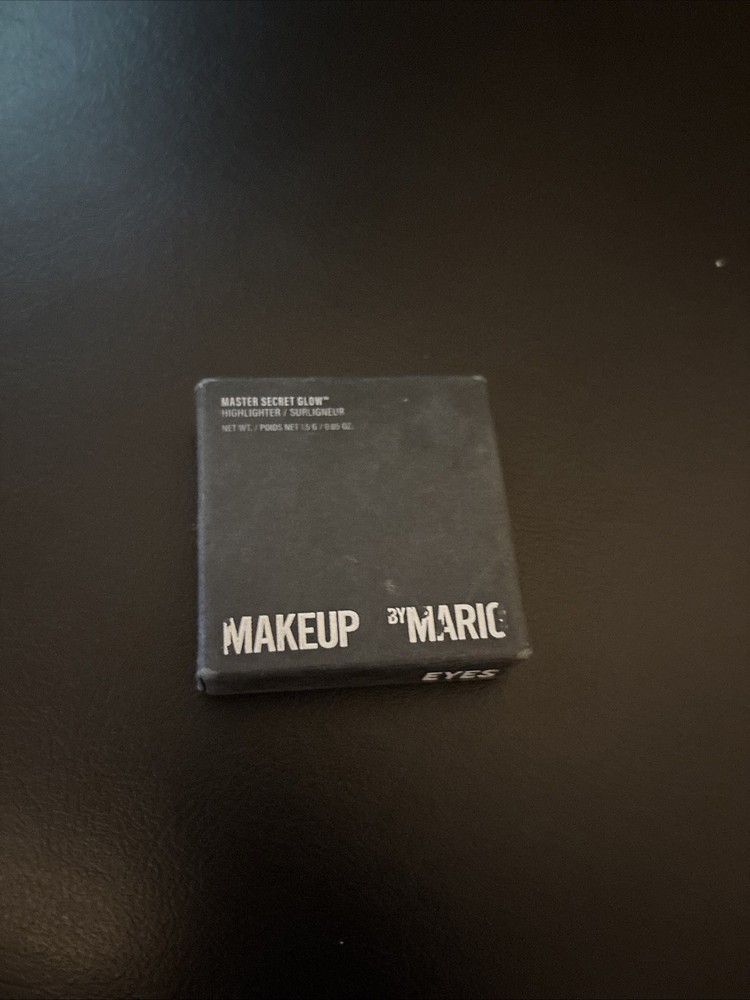 MASTER SECRET GLOW™
HIGHLIGHTER / SURLIGNEUR
NET WT. / POIDS NET 1.5 G / 0.05 OZ.
MAKEUP BY MARIO
EYES